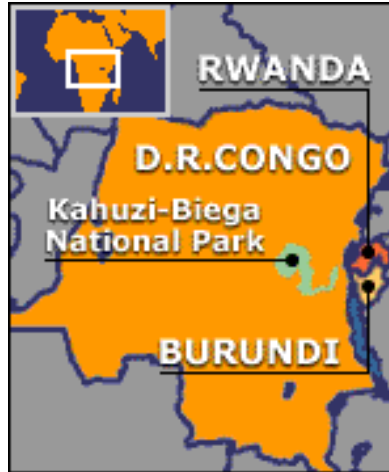 RWANDA
D.R.CONGO
Kahuzi-Biega
National Park
BURUNDI